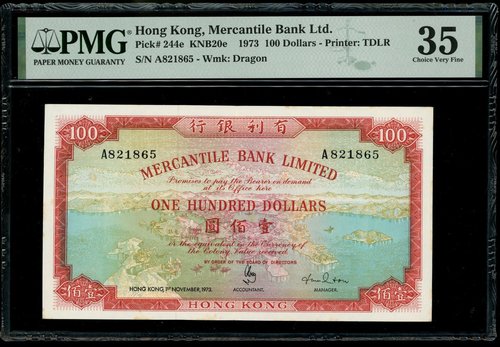 PMG
PAPER MONEY GUARANTY
Hong Kong, Mercantile Bank Ltd.
Pick# 244e KNB20e 1973 100 Dollars - Printer: TDLR
S/N A821865 - Wmk: Dragon
35
Choice Very Fine
100
行銀利有
100
A821865
A821865
MERCANTILE BANK LIMITED
Promises to pay the Bearer on demand
at its Office here
ONE HUNDRED DOLLARS
圓佰壹
or the equivalent in the Currency of
the Colony Value received
BY ORDER OF THE BOARD OF DIRECTORS
HONG KONG, 1ST NOVEMBER, 1973.
ACCOUNTANT.
MANAGER.
佰壹
HONG KONG
佰壹